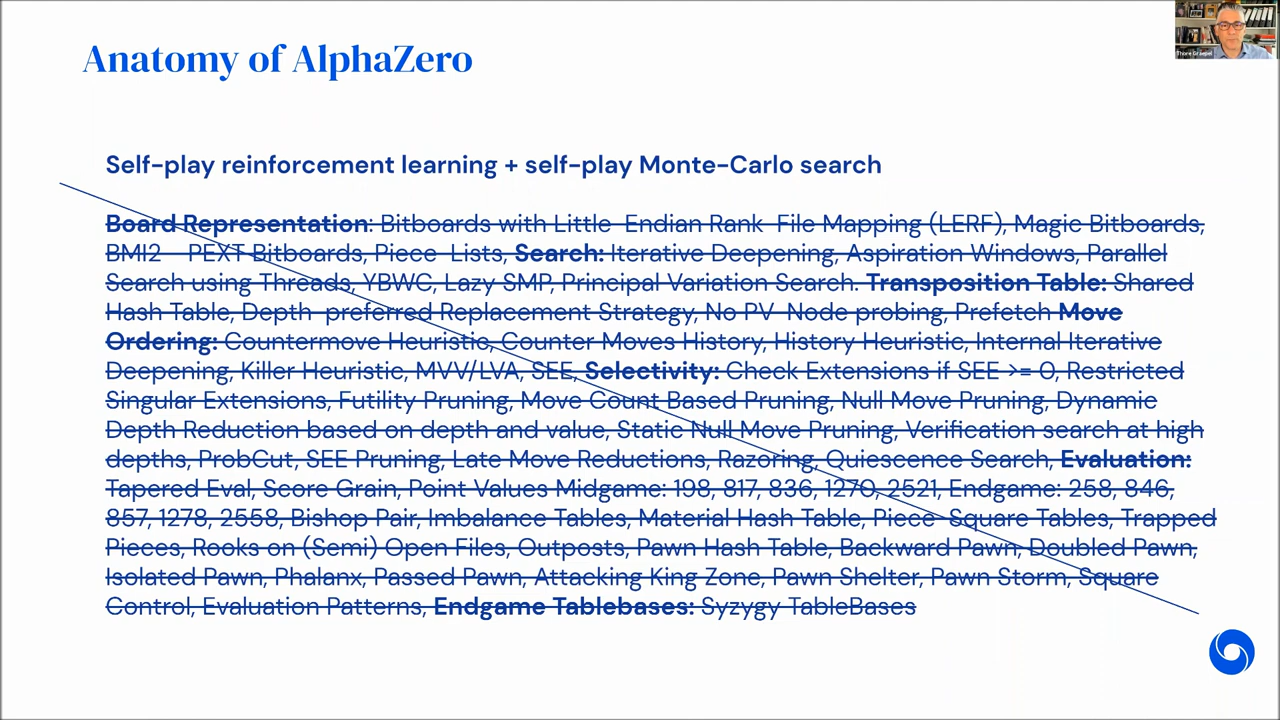 Anatomy of AlphaZero
Thore Graepel
Self-play reinforcement learning + self-play Monte-Carlo search
Board Representation: Bitboards with Little-Endian Rank-File Mapping (LERF), Magic Bitboards,
BMI2 - PEXT Bitboards, Piece-Lists, Search: Iterative Deepening, Aspiration Windows, Parallel
Search using Threads, YBWC, Lazy SMP, Principal Variation Search. Transposition Table: Shared
Hash Table, Depth-preferred Replacement Strategy, No PV-Node probing, Prefetch Move
Ordering: Countermove Heuristic, Counter Moves History, History Heuristic, Internal Iterative
Deepening, Killer Heuristic, MVV/LVA, SEE, Selectivity: Check Extensions if SEE >= 0, Restricted
Singular Extensions, Futility Pruning, Move Count Based Pruning, Null Move Pruning, Dynamic
Depth Reduction based on depth and value, Static Null Move Pruning, Verification search at high
depths, ProbCut, SEE Pruning, Late Move Reductions, Razoring, Quiescence Search, Evaluation:
Tapered Eval, Score Grain, Point Values Midgame: 198, 817, 836, 1270, 2521, Endgame: 258, 846,
857, 1278, 2558, Bishop Pair, Imbalance Tables, Material Hash Table, Piece-Square Tables, Trapped
Pieces, Rooks on (Semi) Open Files, Outposts, Pawn Hash Table, Backward Pawn, Doubled Pawn,
Isolated Pawn, Phalanx, Passed Pawn, Attacking King Zone, Pawn Shelter, Pawn Storm, Square
Control, Evaluation Patterns, Endgame Tablebases: Syzygy TableBases